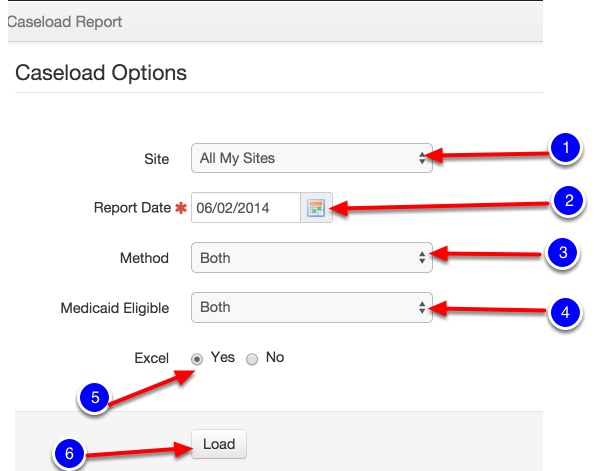 Caseload Report
Caseload Options
Site All My Sites 1
Report Date * 06/02/2014 2
Method Both 3
Medicaid Eligible Both 4
Excel Yes No
5
Load
6